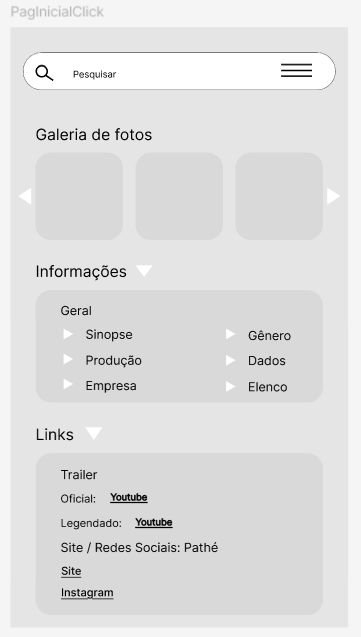 PagInicialClick
Pesquisar
Galeria de fotos
Informações
Geral
Sinopse Gênero
Produção Dados
Empresa Elenco
Links
Trailer
Oficial: Youtube
Legendado: Youtube
Site / Redes Sociais: Pathé
Site
Instagram